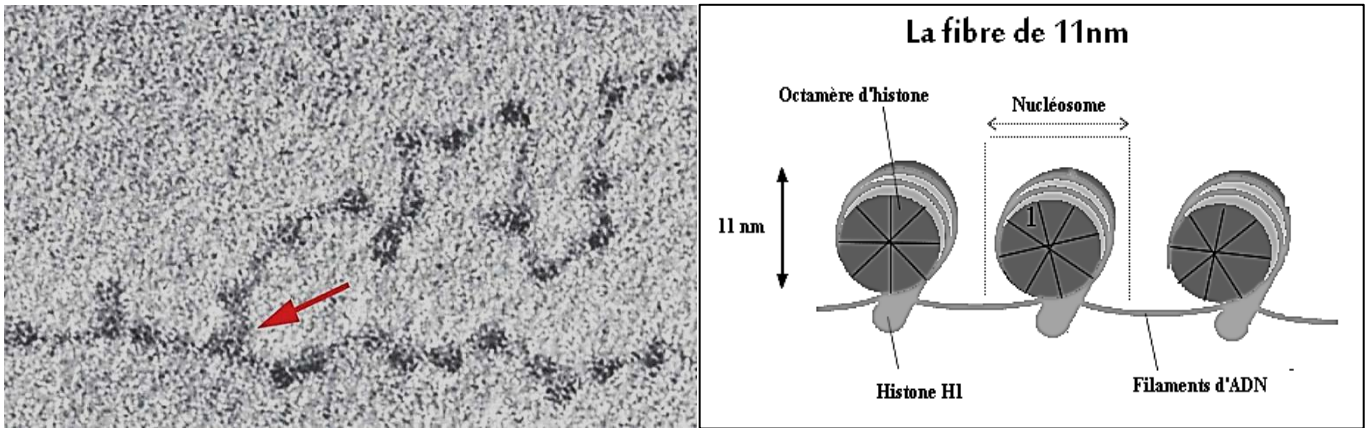 La fibre de 11nm
Octamère d'histone
Nucléosome
11 nm
1
Histone H1
Filaments d'ADN